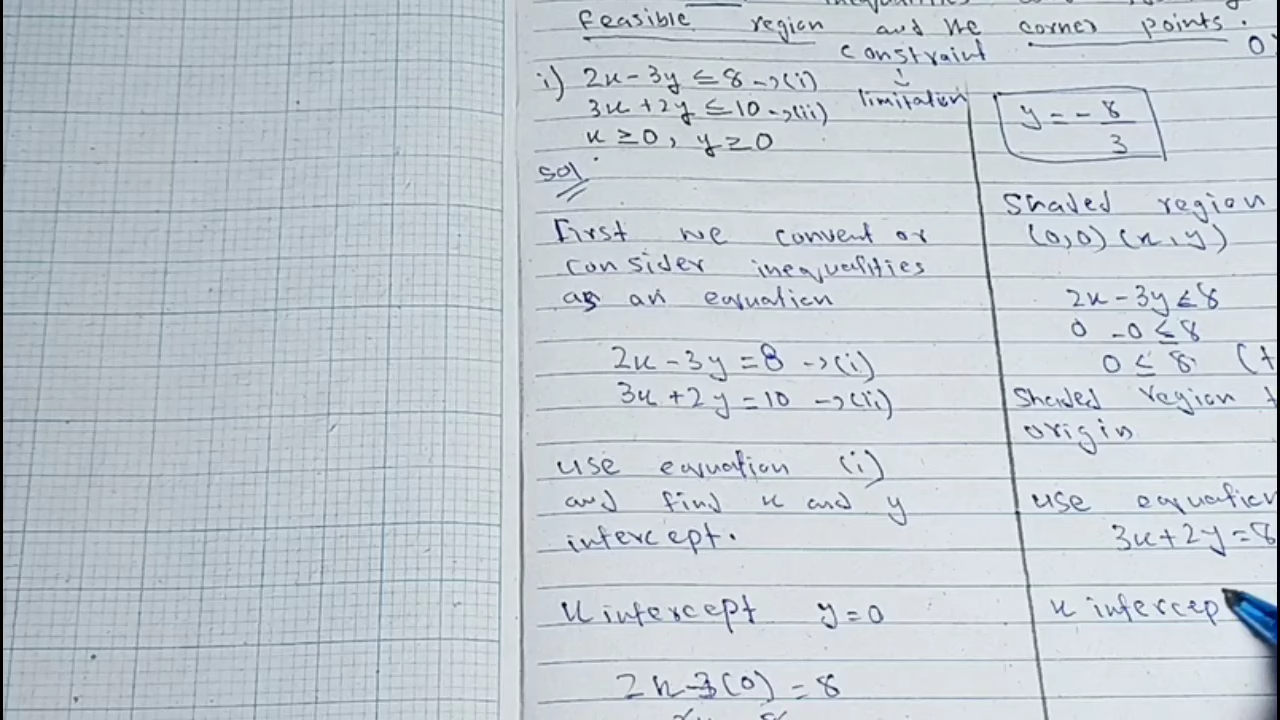 feasible region and the corner points.
constraint
i) 2x - 3y ≤ 8 → (i)
3x + 2y ≤ 10 → (ii)
limitation
x ≥ 0, y ≥ 0
Sol
First we convent or
consider inequalities
as an equation
2x - 3y = 8 → (i)
3x + 2y = 10 → (ii)
use equation (i)
and find x and y
intercept.
x intercept y = 0
2x - 3(0) = 8
y = - 8/3
Shaded region
(0,0) (x, y)
2x - 3y ≤ 8
0 - 0 ≤ 8
0 ≤ 8. (t
Shaded region t
origin
use equation
3x + 2y = 8
x intercep